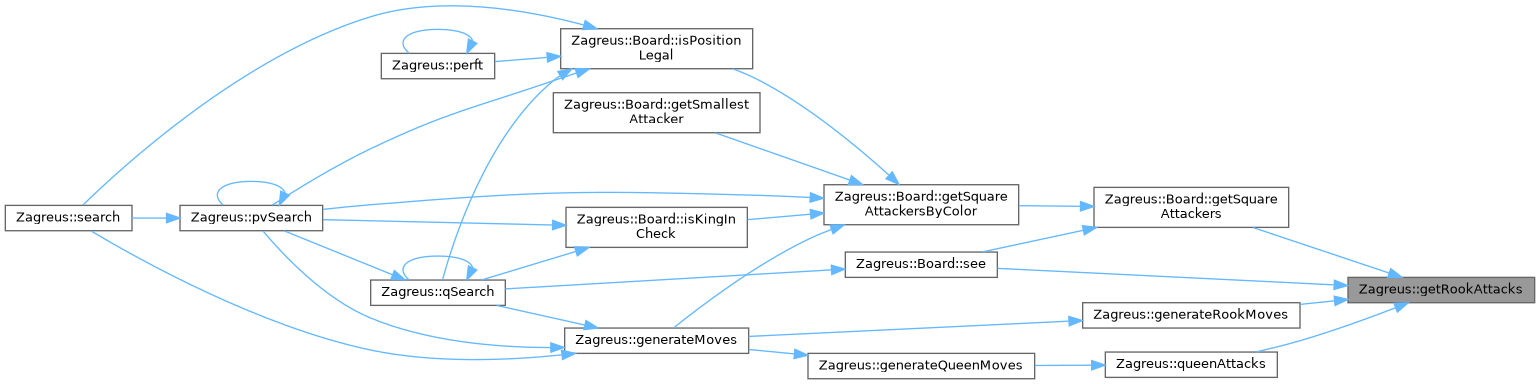 Zagreus::Board::isPosition
Legal
Zagreus::perft
Zagreus::Board::getSmallest
Attacker
Zagreus::search
Zagreus::pvSearch
Zagreus::Board::isKingIn
Check
Zagreus::Board::getSquare
AttackersByColor
Zagreus::Board::getSquare
Attackers
Zagreus::qSearch
Zagreus::Board::see
Zagreus::getRookAttacks
Zagreus::generateMoves
Zagreus::generateRookMoves
Zagreus::generateQueenMoves
Zagreus::queenAttacks